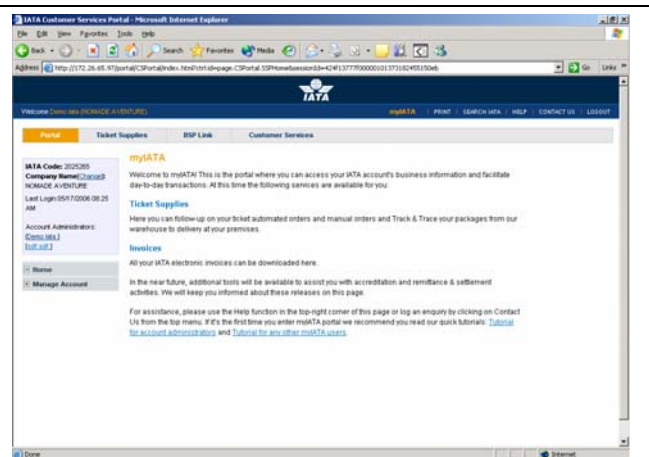 IATA Customer Services Portal - Microsoft Internet Explorer
File Edit View Favorites Tools Help
Back Search Favorites Media
Address Go Links
IATA
Welcome Demo Iata (NOMADE AVENTURE) myIATA | PRINT | SEARCH IATA | HELP | CONTACT US | LOGOUT
Portal Ticket Supplies BSP Link Customer Services
IATA Code: 2025265
Company Name(Change):
NOMADE AVENTURE
Last Login:05/17/2006 08:25
AM
Account Administrators:
[Demo Iata ]
Home
Manage Account
myIATA
Welcome to myIATA! This is the portal where you can access your IATA account's business information and facilitate
day-to-day transactions. At this time the following services are available for you:
Ticket Supplies
Here you can follow-up on your ticket automated orders and manual orders and Track & Trace your packages from our
warehouse to delivery at your premises.
Invoices
All your IATA electronic invoices can be downloaded here.
In the near future, additional tools will be available to assist you with accreditation and remittance & settlement
activities. We will keep you informed about these releases on this page.
For assistance, please use the Help function in the top-right corner of this page or log an enquiry by clicking on Contact
Us from the top menu. If it's the first time you enter myIATA portal we recommend you read our quick tutorials: Tutorial
for account administrators and Tutorial for any other myIATA users.
Done Internet